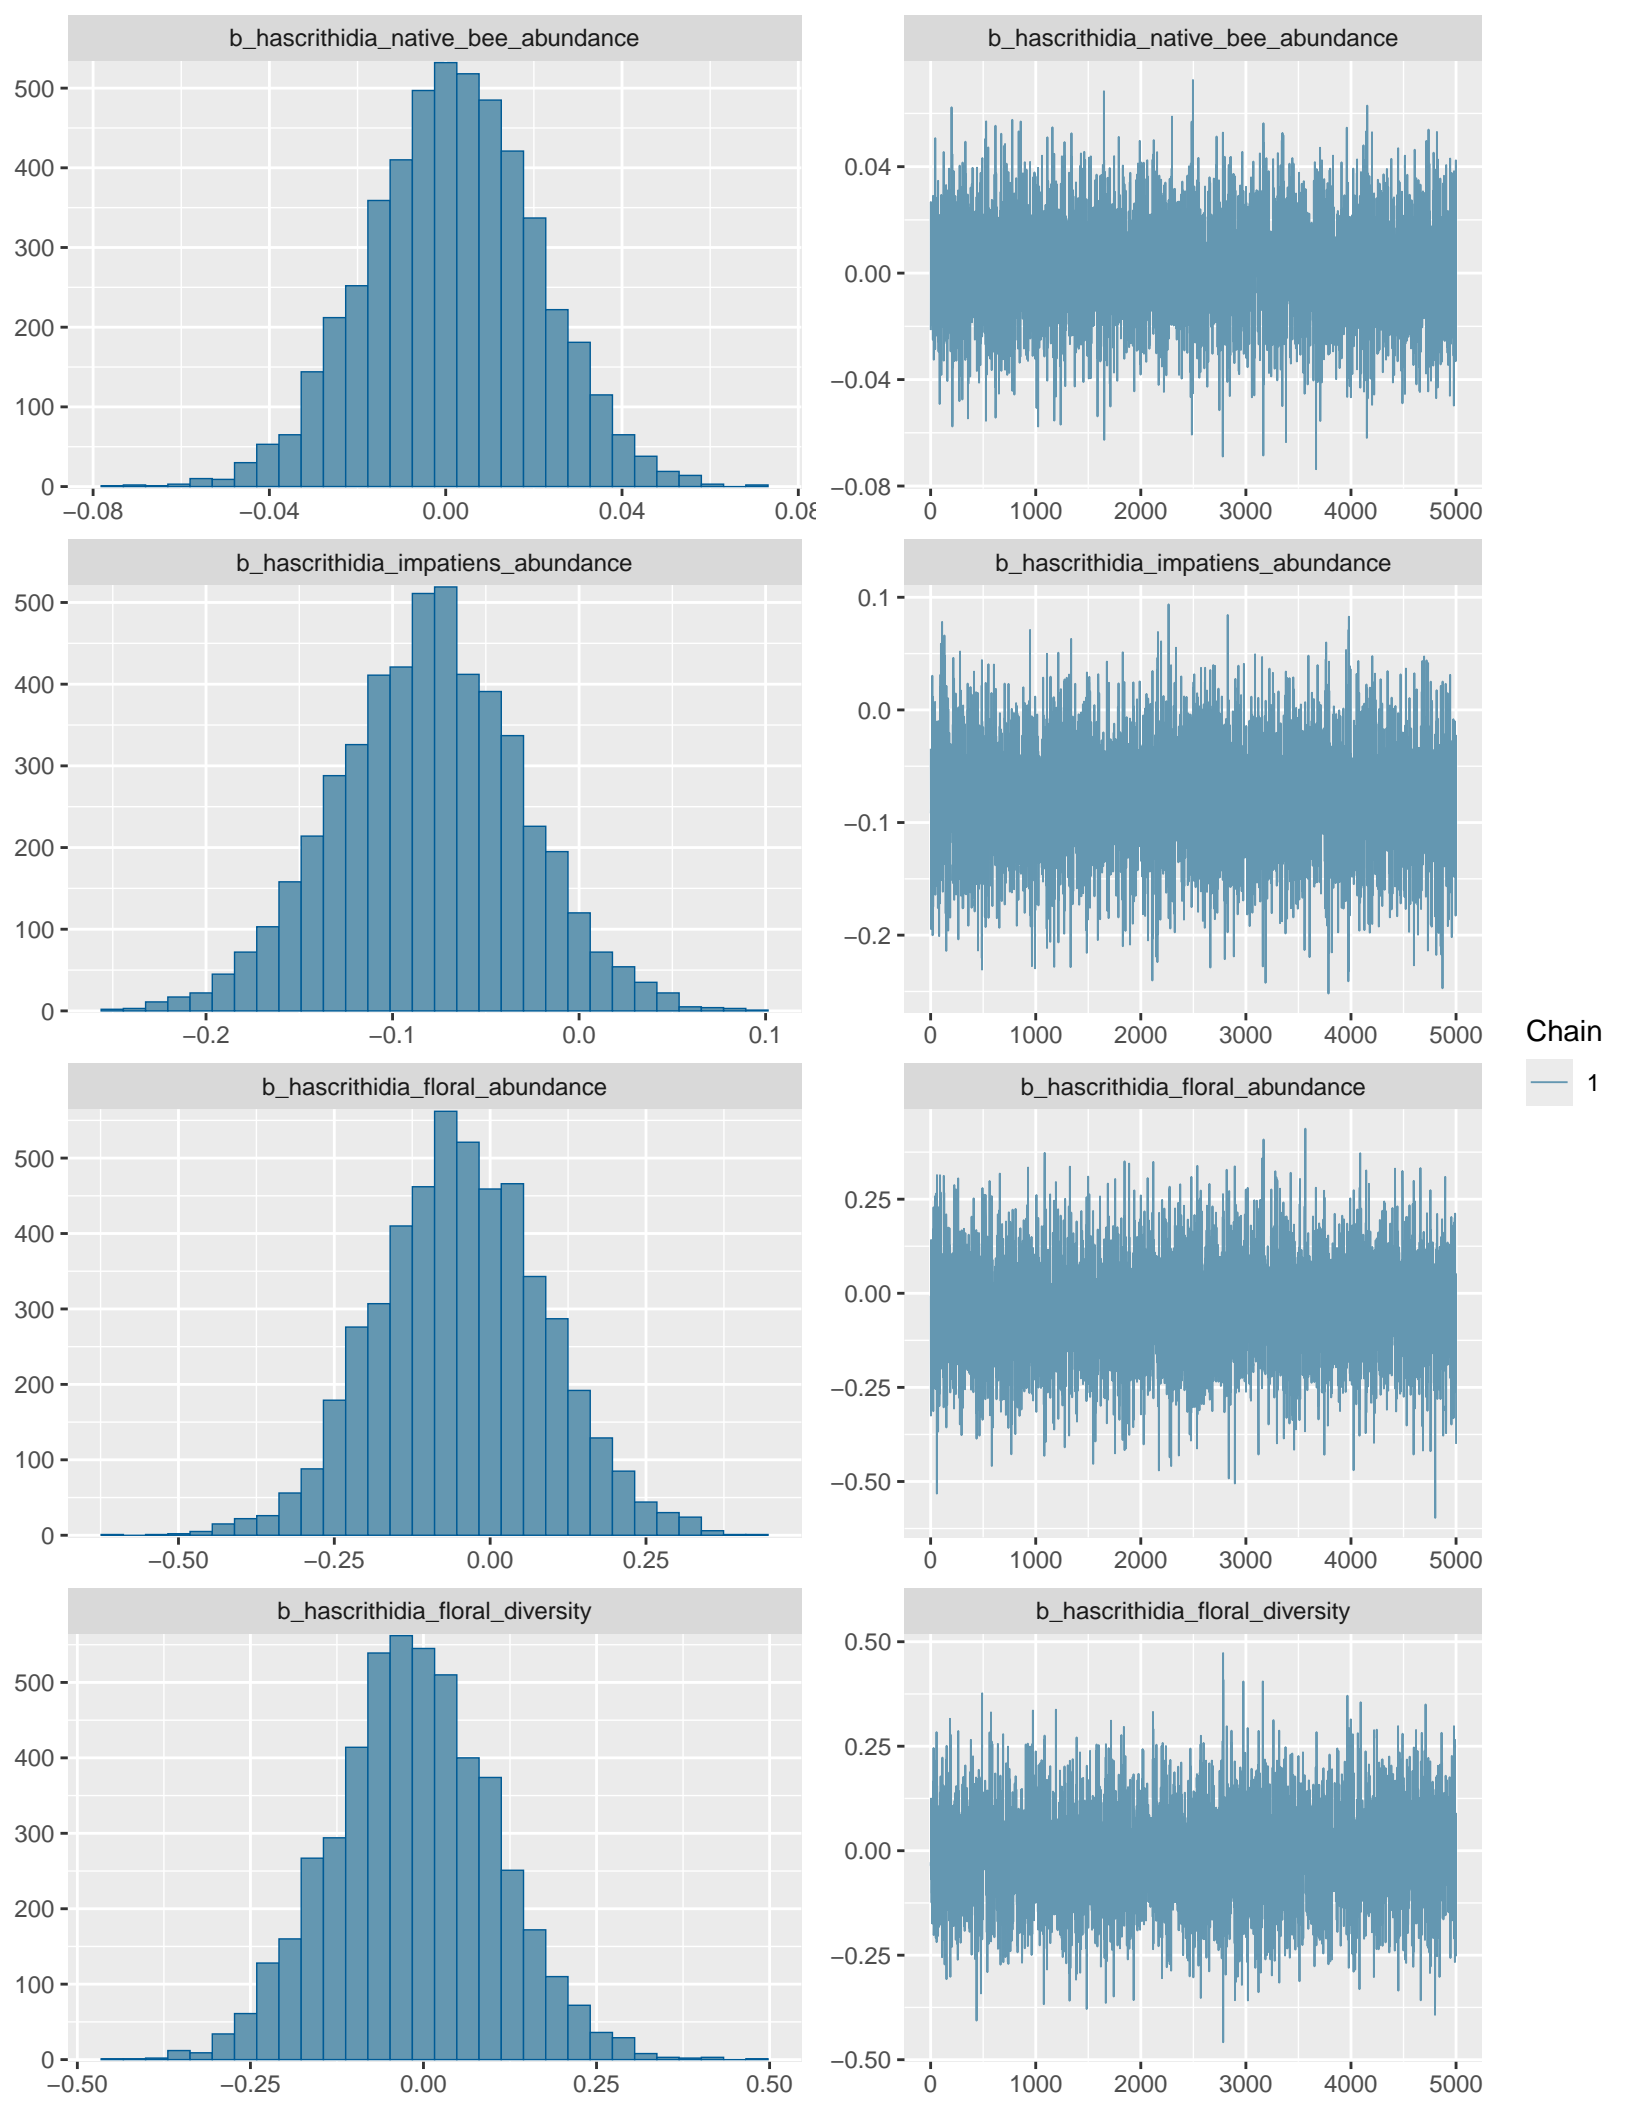 b_hascrithidia_native_bee_abundance
500
400
300
200
100
0
−0.08 −0.04 0.00 0.04 0.08
b_hascrithidia_native_bee_abundance
0.04
0.00
−0.04
−0.08
0 1000 2000 3000 4000 5000
b_hascrithidia_impatiens_abundance
500
400
300
200
100
0
−0.2 −0.1 0.0 0.1
b_hascrithidia_impatiens_abundance
0.1
0.0
−0.1
−0.2
0 1000 2000 3000 4000 5000
b_hascrithidia_floral_abundance
500
400
300
200
100
0
−0.50 −0.25 0.00 0.25
b_hascrithidia_floral_abundance
0.25
0.00
−0.25
−0.50
0 1000 2000 3000 4000 5000
b_hascrithidia_floral_diversity
500
400
300
200
100
0
−0.50 −0.25 0.00 0.25 0.50
b_hascrithidia_floral_diversity
0.50
0.25
0.00
−0.25
−0.50
0 1000 2000 3000 4000 5000
Chain
1